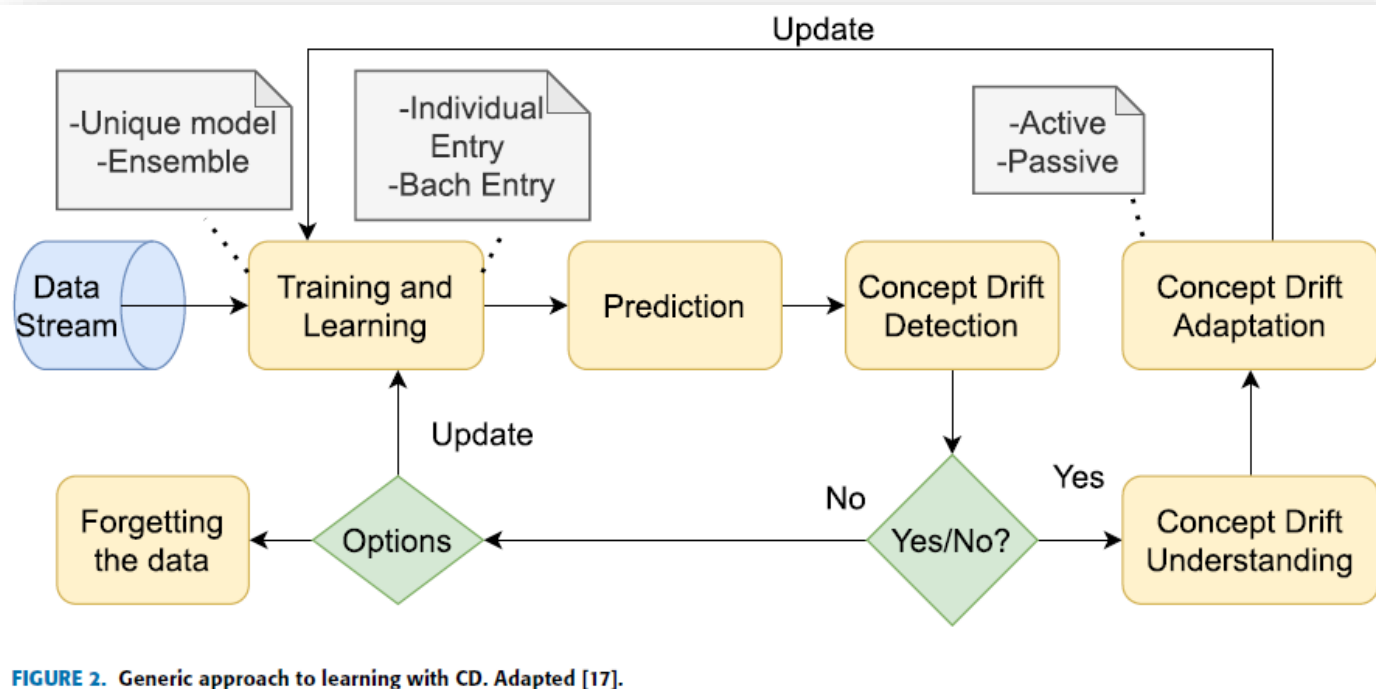 Update
-Unique model
-Ensemble
-Individual
Entry
-Bach Entry
-Active
-Passive
Data
Stream
Training and
Learning
Prediction
Concept Drift
Detection
Concept Drift
Adaptation
Update
No
Yes
Forgetting
the data
Options
Yes/No?
Concept Drift
Understanding
FIGURE 2. Generic approach to learning with CD. Adapted [17].